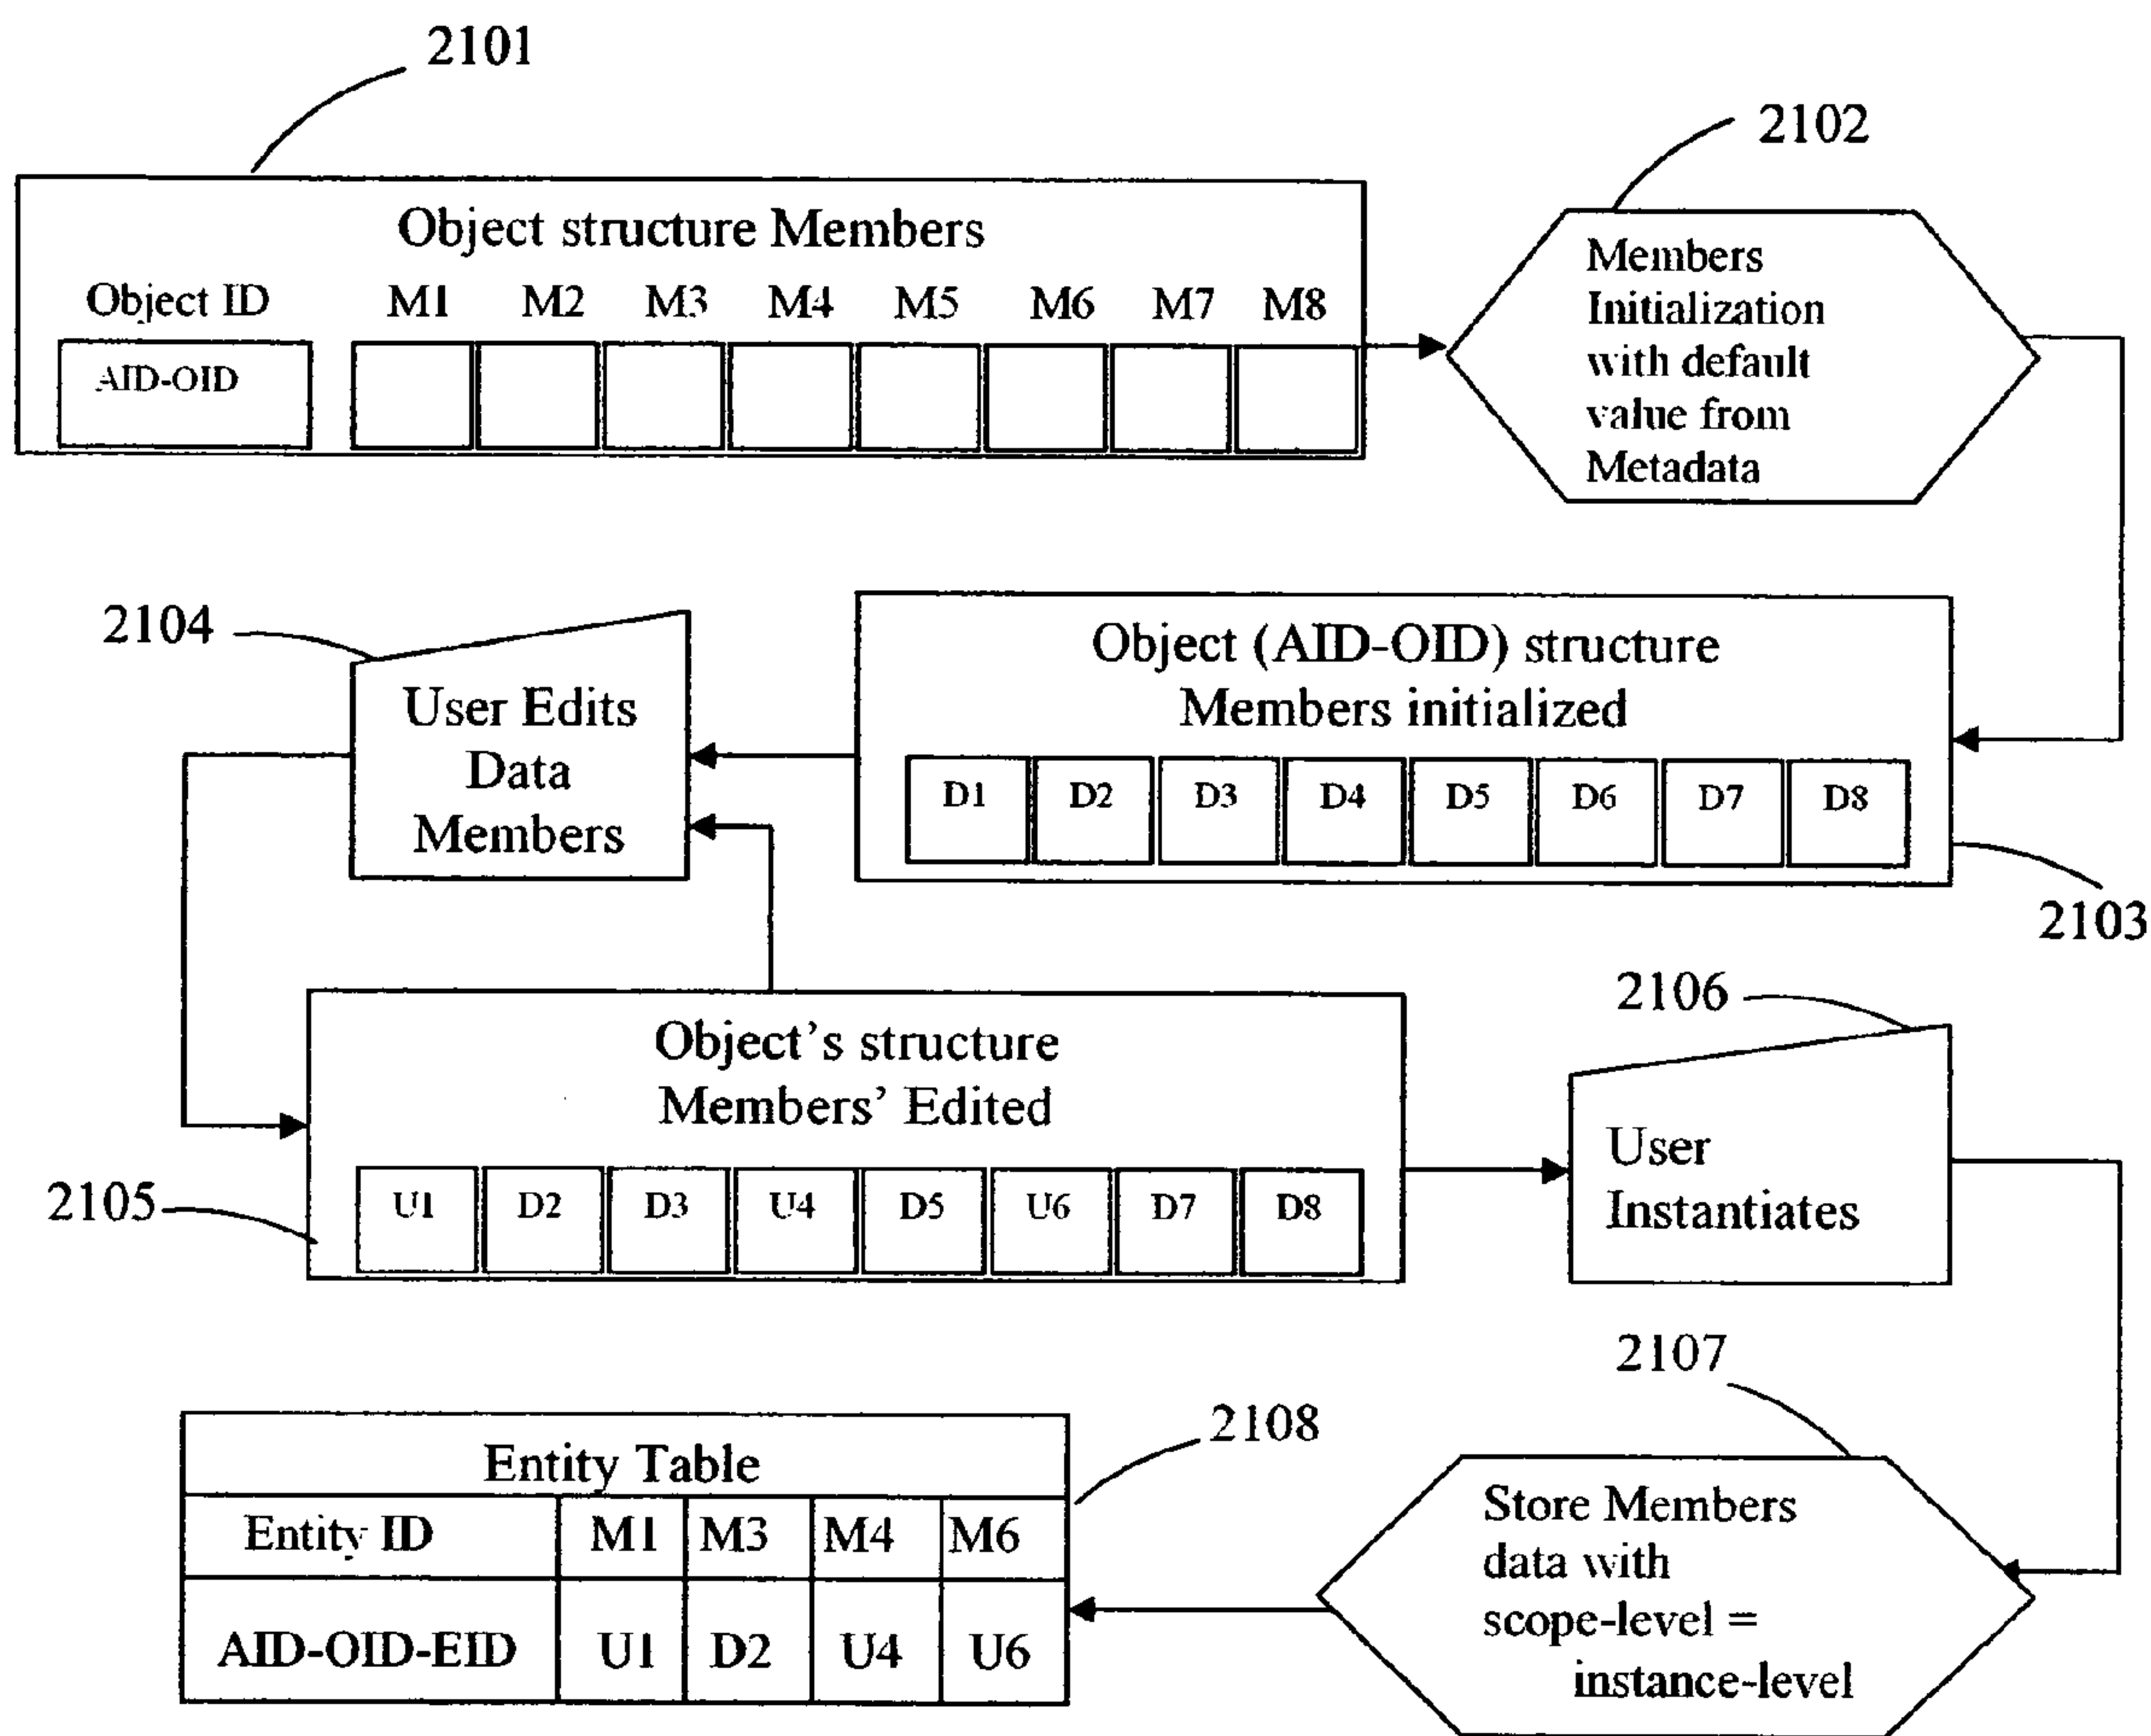 2101
2102
Object structure Members
Object ID M1 M2 M3 M4 M5 M6 M7 M8
AID-OID
Members
Initialization
with default
value from
Metadata
2104
User Edits
Data
Members
Object (AID-OID) structure
Members initialized
D1 D2 D3 D4 D5 D6 D7 D8
2103
Object's structure
Members' Edited
2105
U1 D2 D3 U4 D5 U6 D7 D8
2106
User
Instantiates
2107
2108
Entity Table
Entity ID M1 M3 M4 M6
AID-OID-EID U1 D2 U4 U6
Store Members
data with
scope-level =
instance-level